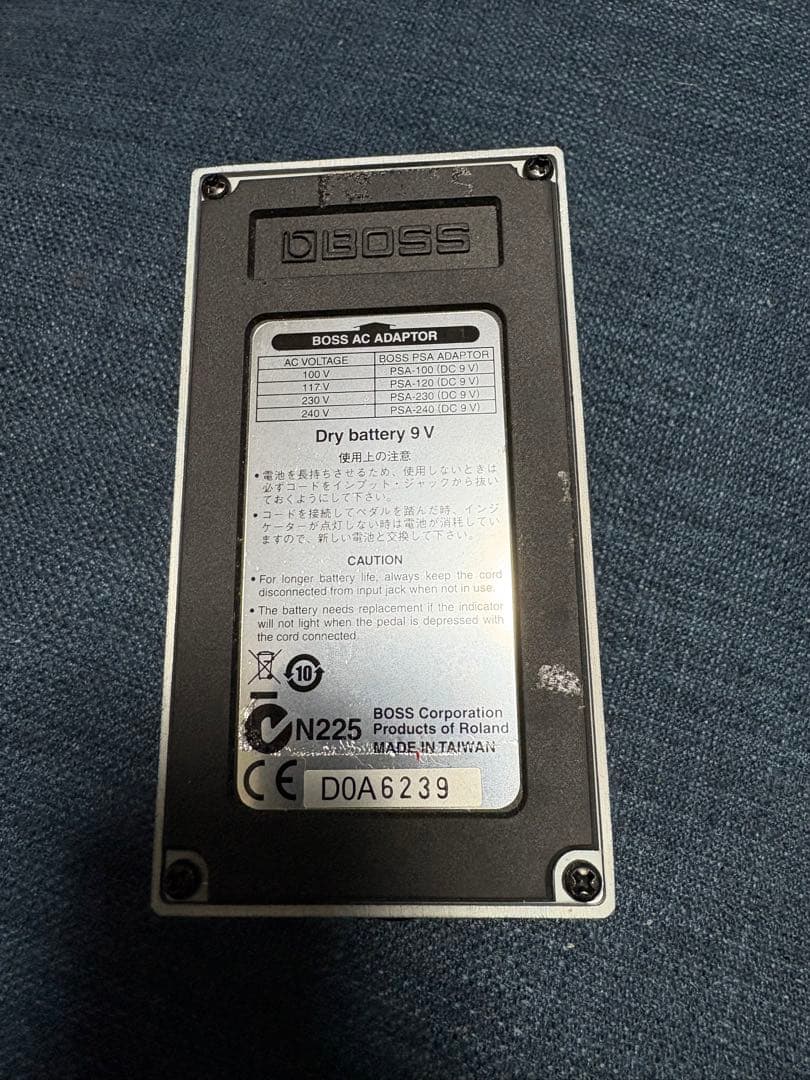 BOSS
BOSS AC ADAPTOR
AC VOLTAGE BOSS PSA ADAPTOR
100 V PSA-100 (DC 9 V)
117 V PSA-120 (DC 9 V)
230 V PSA-230 (DC 9 V)
240 V PSA-240 (DC 9 V)
Dry battery 9 V
使用上の注意
• 電池を長持ちさせるため、使用しないときは
必ずコードをインプット・ジャックから抜い
ておくようにして下さい。
• コードを接続してペダルを踏んだ時、インジ
ケーターが点灯しない時は電池が消耗してい
ますので、新しい電池と交換して下さい。
CAUTION
• For longer battery life, always keep the cord
disconnected from input jack when not in use.
• The battery needs replacement if the indicator
will not light when the pedal is depressed with
the cord connected.
10
N225
BOSS Corporation
Products of Roland
MADE IN TAIWAN
CE
D0A6239